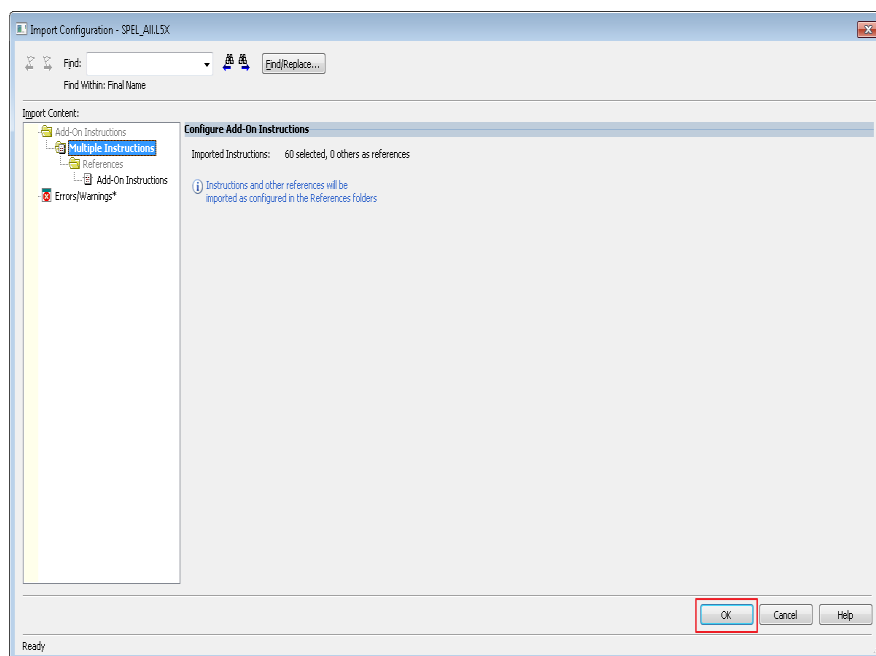 Import Configuration - SPEL_All.L5X
Find:
Find/Replace...
Find Within: Final Name
Import Content:
Add-On Instructions
Multiple Instructions
References
Add-On Instructions
Errors/Warnings*
Configure Add-On Instructions
Imported Instructions: 60 selected, 0 others as references
Instructions and other references will be
imported as configured in the References folders
OK
Cancel
Help
Ready